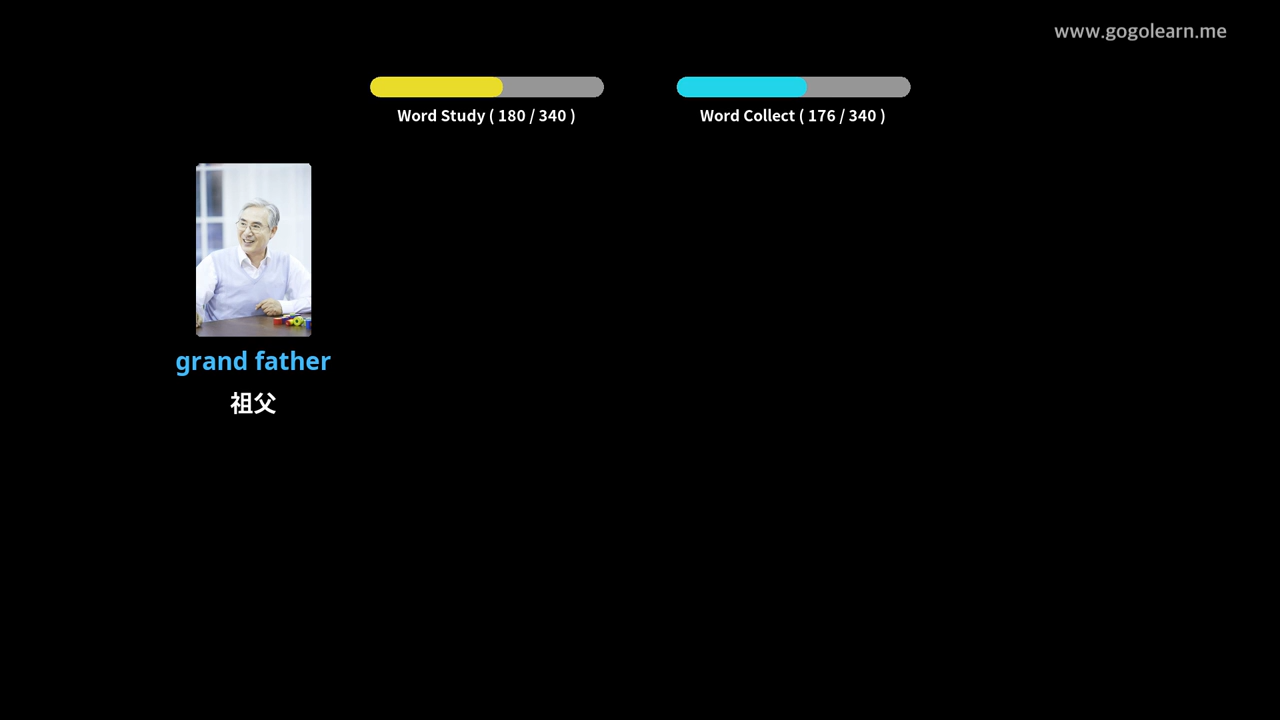 www.gogolearn.me
Word Study ( 180 / 340 )
Word Collect ( 176 / 340 )
grand father
祖父